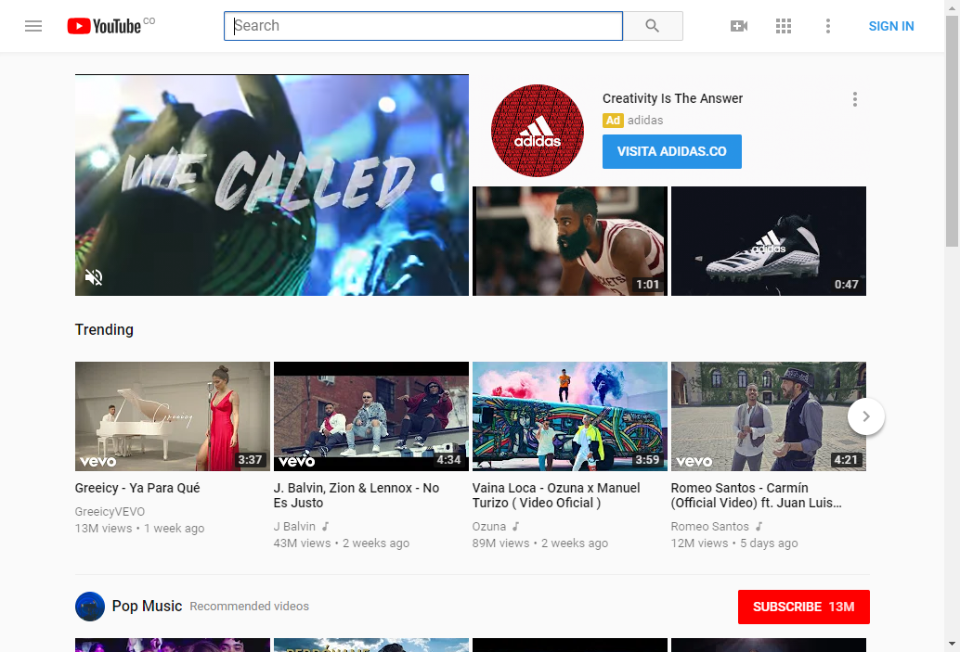 YouTube CO
Search
SIGN IN
WE CALLED
adidas
Creativity Is The Answer
Ad adidas
VISITA ADIDAS.CO
1:01
adidas
0:47
Trending
Greeicy
vevo
3:37
vevo
4:34
3:59
vevo
4:21
Greeicy - Ya Para Qué
GreeicyVEVO
13M views • 1 week ago
J. Balvin, Zion & Lennox - No
Es Justo
J Balvin
43M views • 2 weeks ago
Vaina Loca - Ozuna x Manuel
Turizo ( Video Oficial )
Ozuna
89M views • 2 weeks ago
Romeo Santos - Carmín
(Official Video) ft. Juan Luis...
Romeo Santos
12M views • 5 days ago
Pop Music Recommended videos
SUBSCRIBE 13M